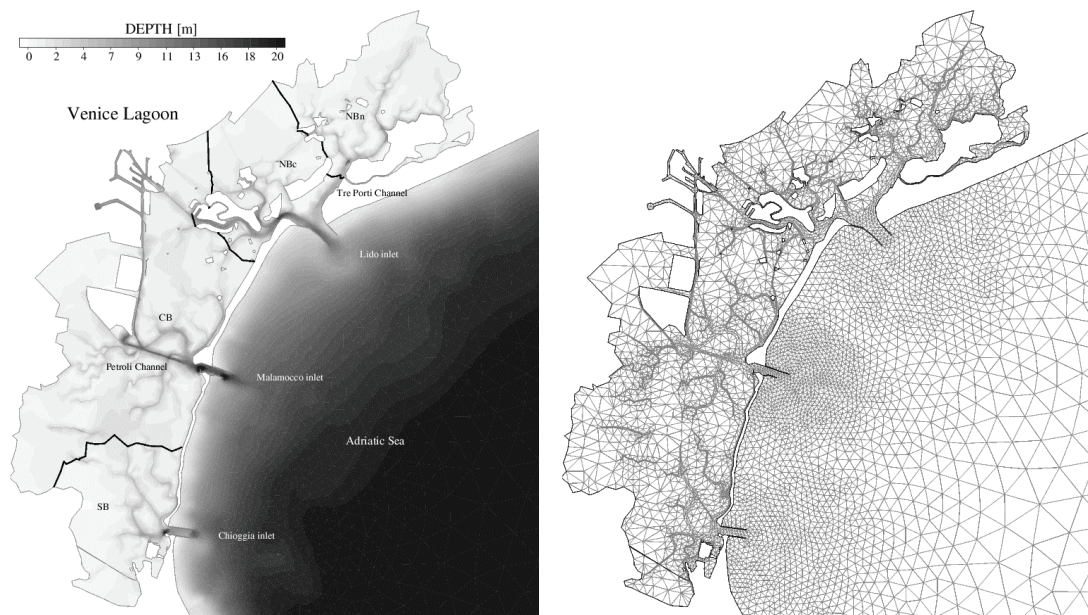 DEPTH [m]
0 2 4 7 9 11 13 16 18 20
Venice Lagoon
NBn
NBc
Tre Porti Channel
Lido inlet
CB
Petroli Channel
Malamocco inlet
Adriatic Sea
SB
Chioggia inlet